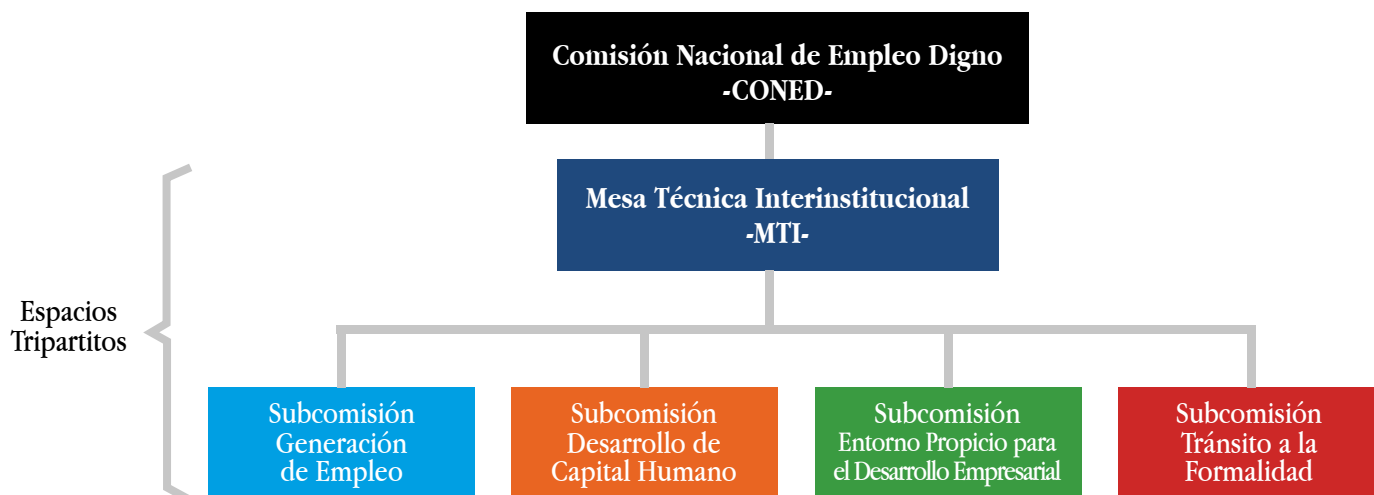 Comisión Nacional de Empleo Digno
-CONED-
Mesa Técnica Interinstitucional
-MTI-
Espacios
Tripartitos
Subcomisión
Generación
de Empleo
Subcomisión
Desarrollo de
Capital Humano
Subcomisión
Entorno Propicio para
el Desarrollo Empresarial
Subcomisión
Tránsito a la
Formalidad